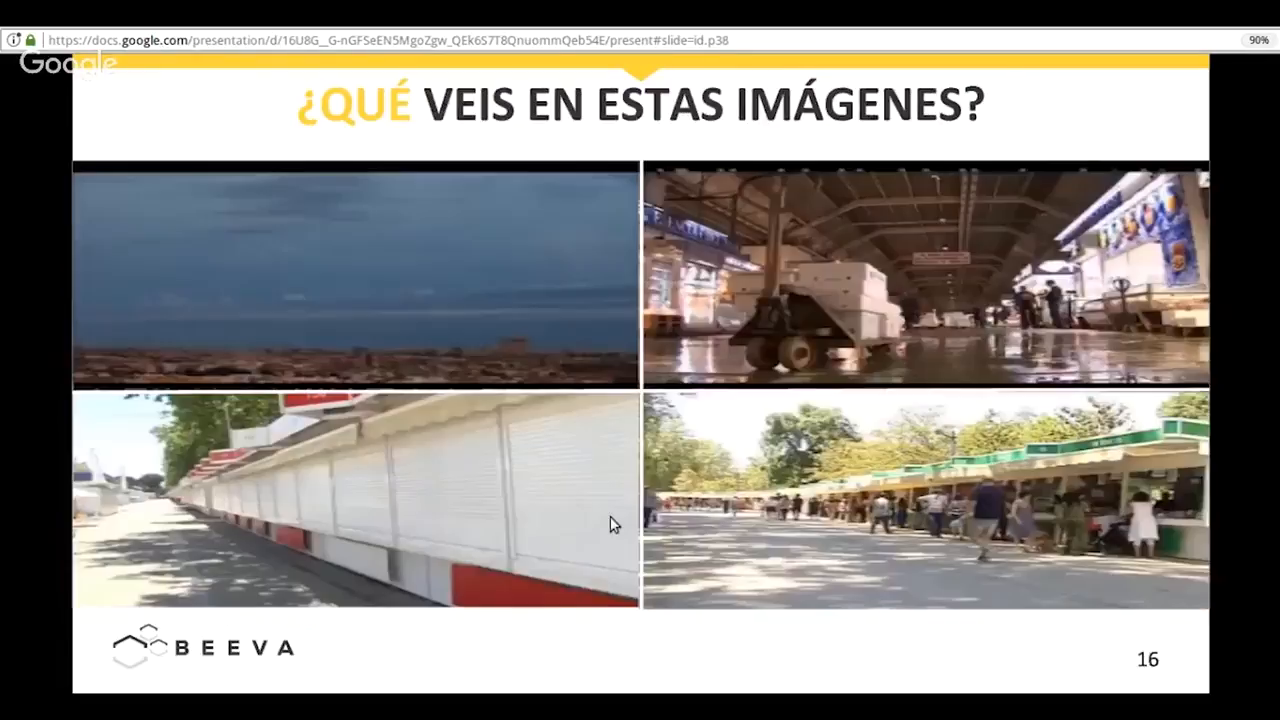 https://docs.google.com/presentation/d/16U8G__G-nGFSeEN5MgoZgw_QEk6S7T8QnuommQeb54E/present#slide=id.p38
90%
Google
¿QUÉ VEIS EN ESTAS IMÁGENES?
BEEVA
16